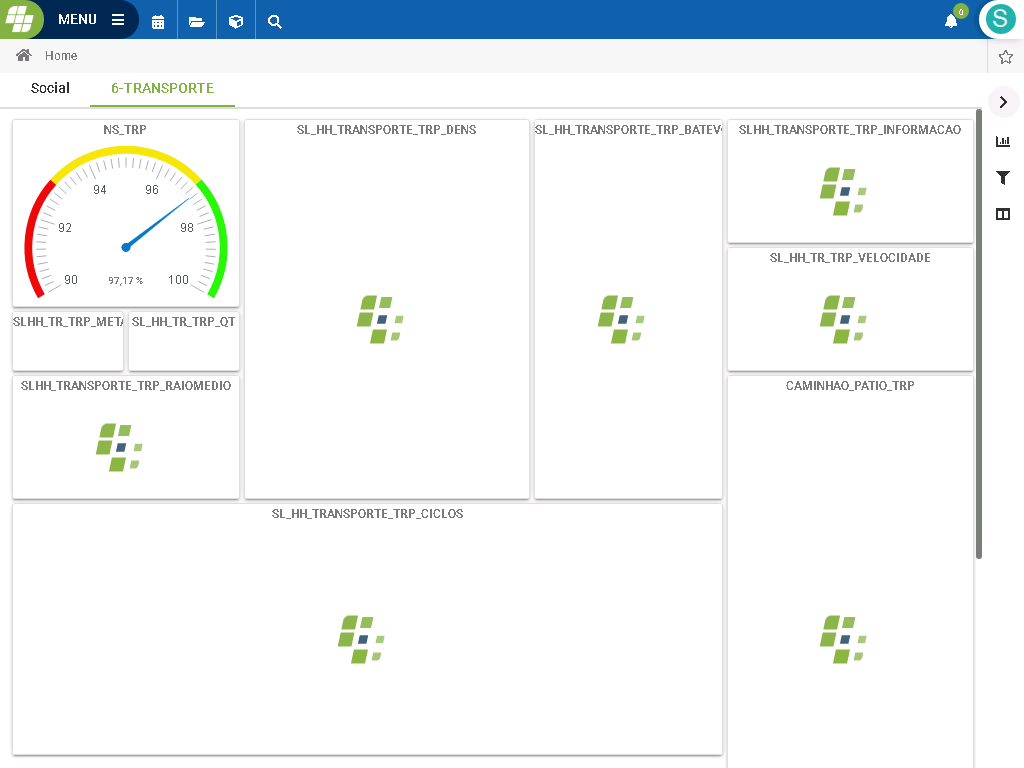 MENU
0
S
Home
Social
6-TRANSPORTE
NS_TRP
94
96
92
98
90
97,17 %
100
SL_HH_TRANSPORTE_TRP_DENS
SL_HH_TRANSPORTE_TRP_BATEV
SLHH_TRANSPORTE_TRP_INFORMACAO
SL_HH_TR_TRP_VELOCIDADE
SLHH_TR_TRP_META
SL_HH_TR_TRP_QT
SLHH_TRANSPORTE_TRP_RAIOMEDIO
CAMINHAO_PATIO_TRP
SL_HH_TRANSPORTE_TRP_CICLOS